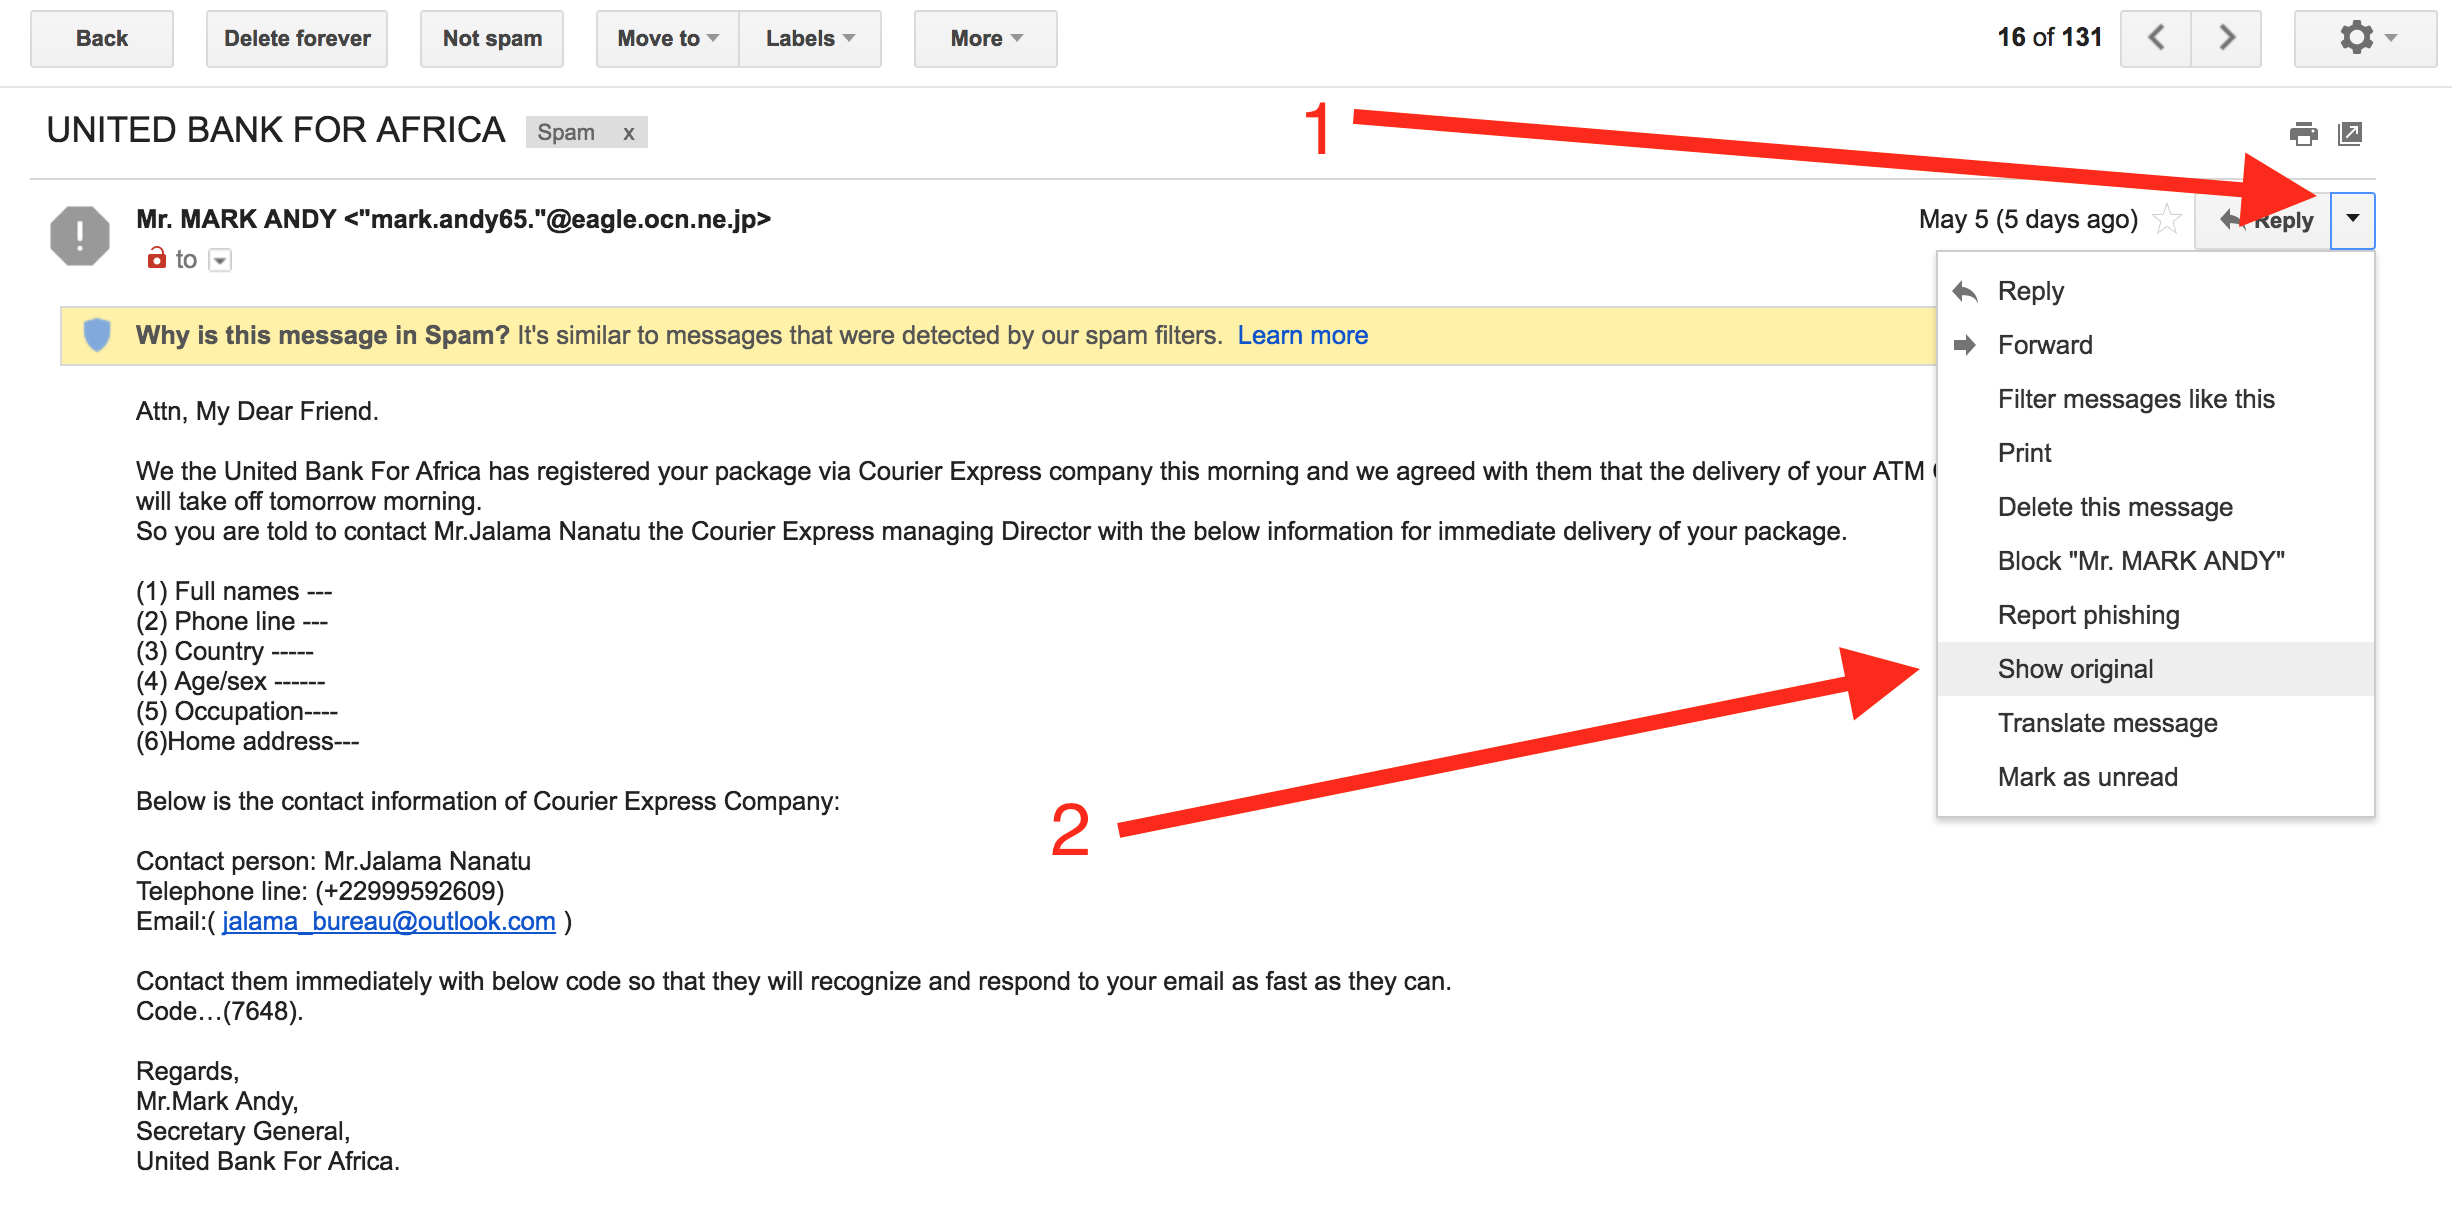 Back Delete forever Not spam Move to Labels More 16 of 131
1
UNITED BANK FOR AFRICA Spam x
Mr. MARK ANDY <"mark.andy65."@eagle.ocn.ne.jp> May 5 (5 days ago) Reply
to
Why is this message in Spam? It's similar to messages that were detected by our spam filters. Learn more
Reply
Forward
Filter messages like this
Print
Delete this message
Block "Mr. MARK ANDY"
Report phishing
Show original
Translate message
Mark as unread
2
Attn, My Dear Friend.
We the United Bank For Africa has registered your package via Courier Express company this morning and we agreed with them that the delivery of your ATM
will take off tomorrow morning.
So you are told to contact Mr.Jalama Nanatu the Courier Express managing Director with the below information for immediate delivery of your package.
(1) Full names ---
(2) Phone line ---
(3) Country -----
(4) Age/sex ------
(5) Occupation----
(6)Home address---
Below is the contact information of Courier Express Company:
Contact person: Mr.Jalama Nanatu
Telephone line: (+22999592609)
Email:( jalama_bureau@outlook.com )
Contact them immediately with below code so that they will recognize and respond to your email as fast as they can.
Code…(7648).
Regards,
Mr.Mark Andy,
Secretary General,
United Bank For Africa.